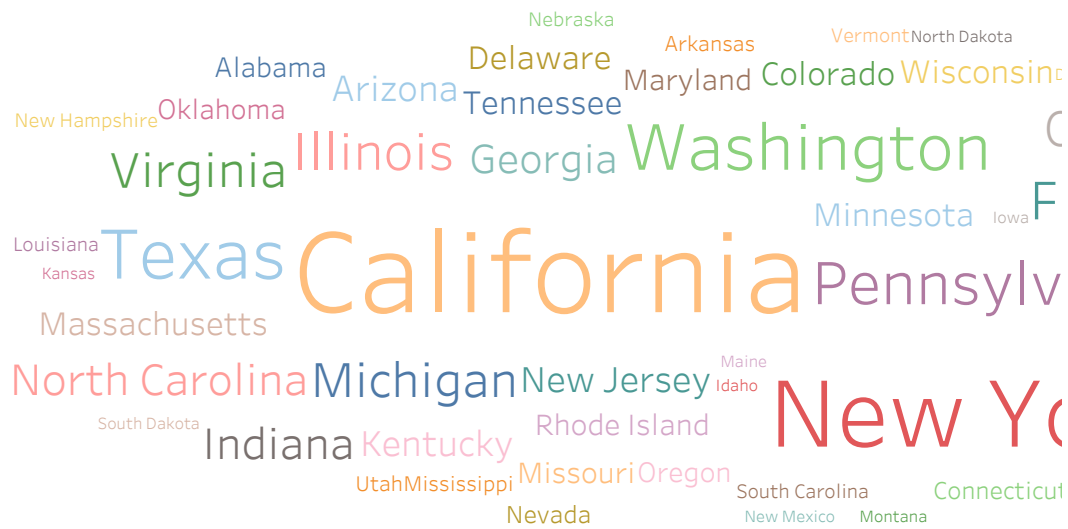 Nebraska
Vermont North Dakota
Arkansas
Delaware
Alabama
Maryland Colorado Wisconsin
Arizona
Tennessee
Oklahoma
New Hampshire
Illinois Georgia Washington
Virginia
Minnesota Iowa
F
Louisiana Texas California
Kansas
Pennsylv
Massachusetts
Maine
North Carolina Michigan New Jersey Idaho
New Yo
South Dakota
Rhode Island
Indiana Kentucky
Missouri Oregon
Utah Mississippi
South Carolina Connecticut
Nevada
New Mexico Montana